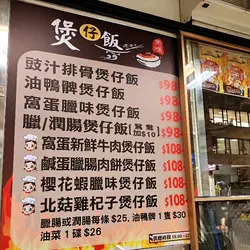 煲仔飯
豉汁排骨煲仔飯 $98
油鴨髀煲仔飯 $98
窩蛋臘味煲仔飯 $98
臘/潤腸煲仔飯 $98
窩蛋新鮮牛肉煲仔飯 $108
鹹蛋臘腸肉餅煲仔飯 $108
櫻花蝦臘味煲仔飯 $108
北菇雞杞子煲仔飯 $108
臘腸或潤腸每條 $25, 油鴨髀 1 隻 $30
油菜 1 碟 $26